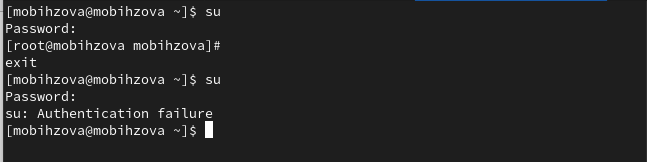 [mobihzova@mobihzova ~]$ su
Password:
[root@mobihzova mobihzova]#
exit
[mobihzova@mobihzova ~]$ su
Password:
su: Authentication failure
[mobihzova@mobihzova ~]$